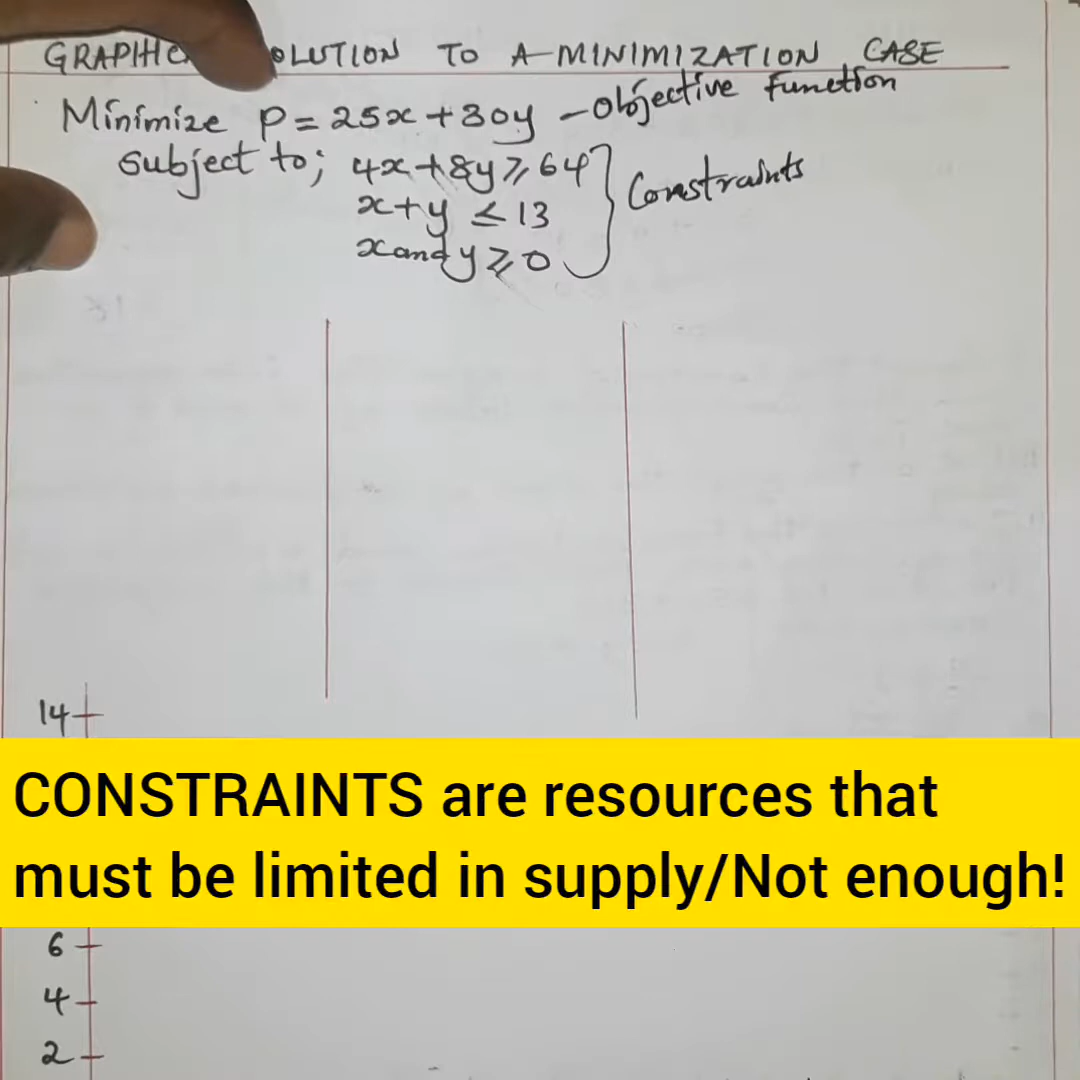 GRAPHIC OLUTION TO A MINIMIZATION CASE
Minimize P = 25x + 30y - Objective Function
Subject to; 4x + 8y ≥ 64
x + y ≤ 13
x and y ≥ 0
Constraints
14
CONSTRAINTS are resources that
must be limited in supply/Not enough!
6
4
2